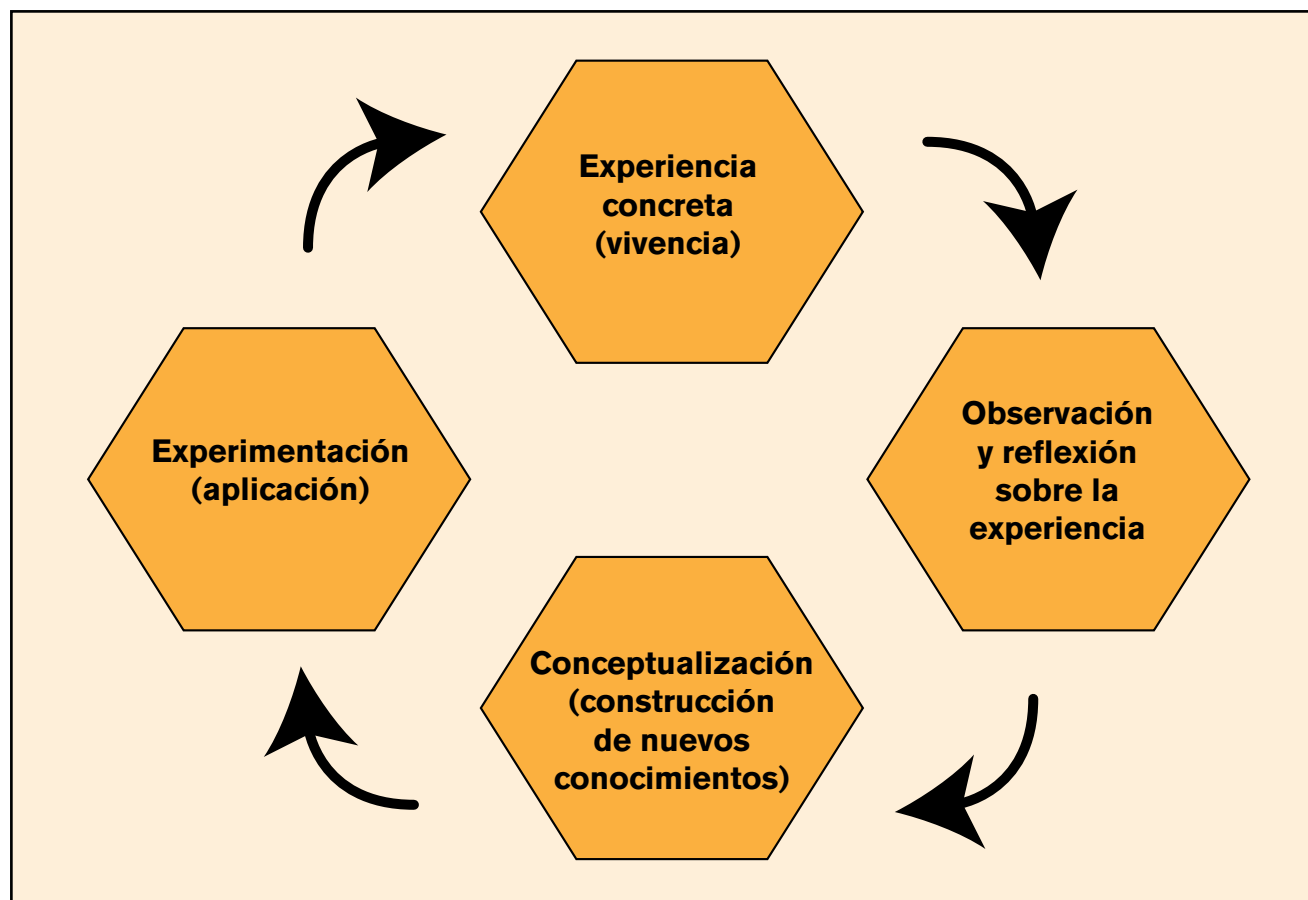 Experiencia
concreta
(vivencia)
Observación
y reflexión
sobre la
experiencia
Conceptualización
(construcción
de nuevos
conocimientos)
Experimentación
(aplicación)